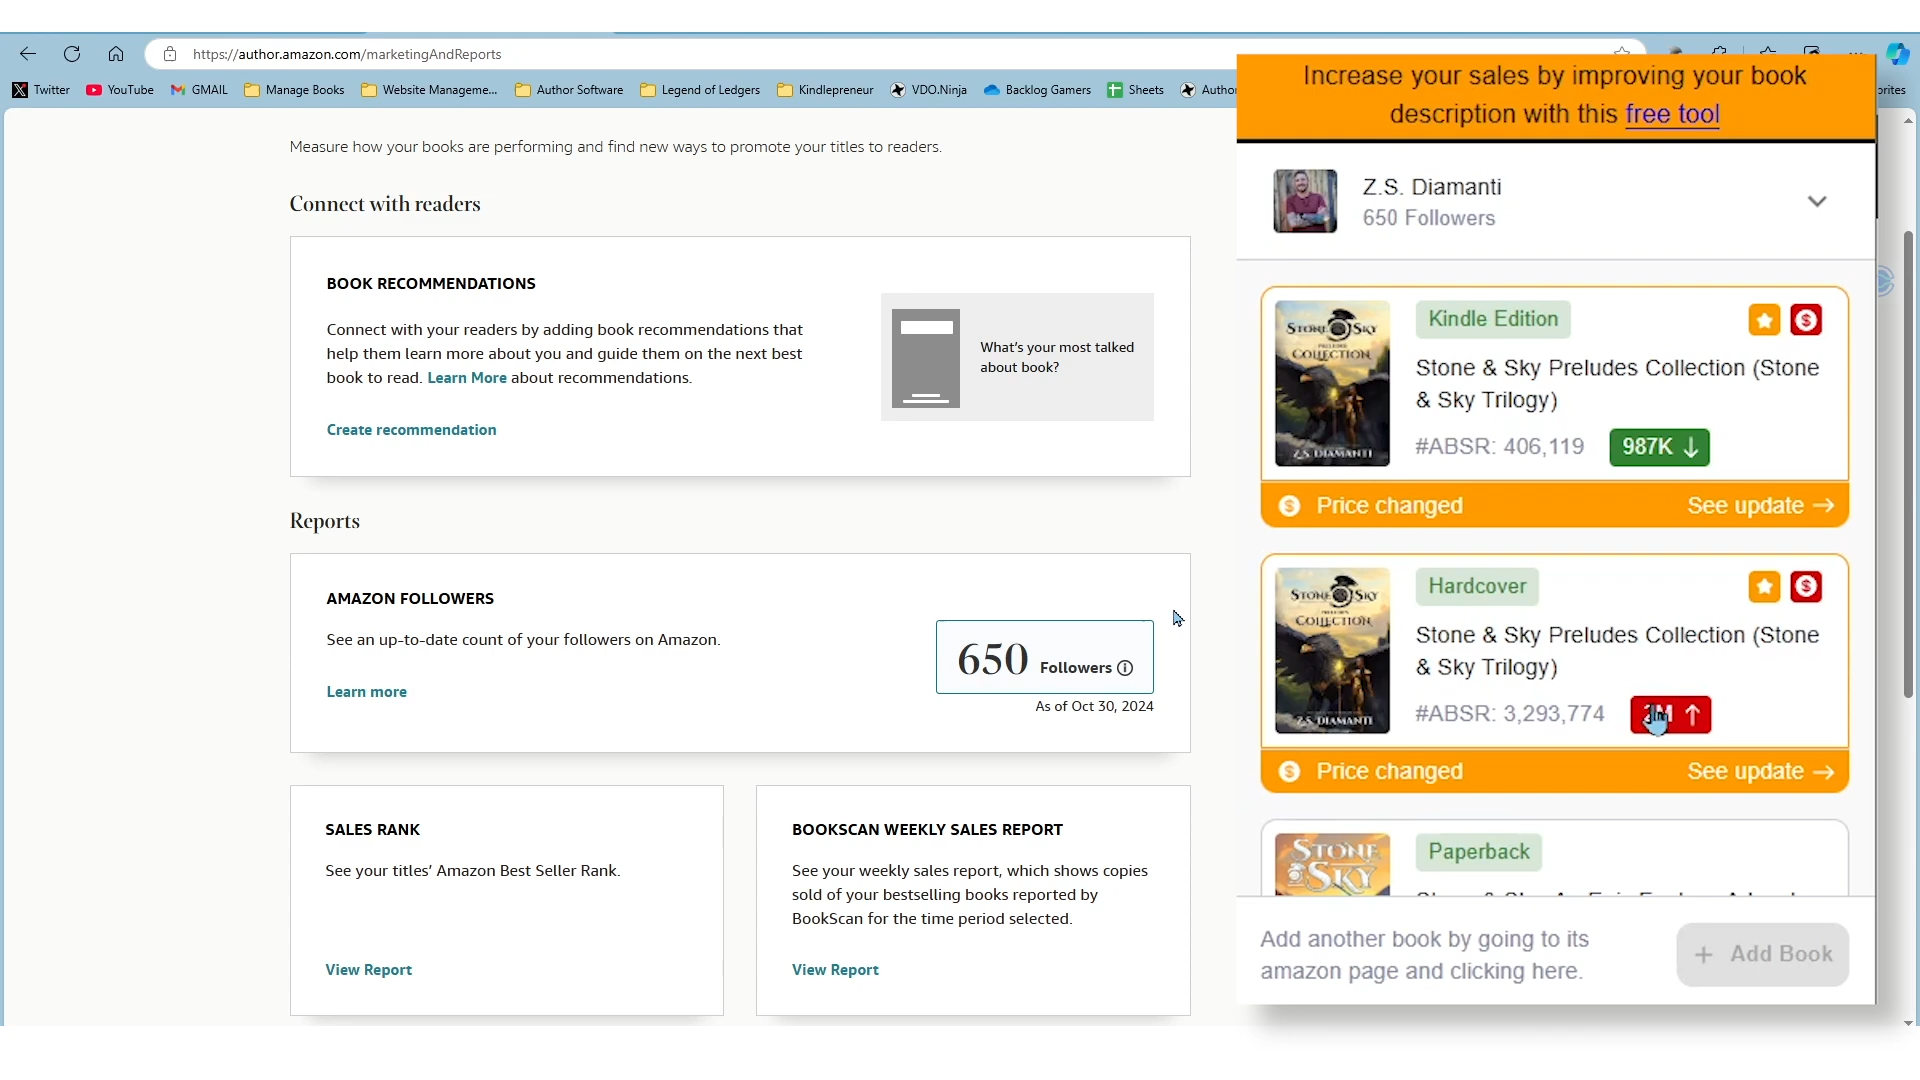 https://author.amazon.com/marketingAndReports
Twitter
YouTube
GMAIL
Manage Books
Website Manageme...
Author Software
Legend of Ledgers
Kindlepreneur
VDO.Ninja
Backlog Gamers
Sheets
Measure how your books are performing and find new ways to promote your titles to readers.
Connect with readers
BOOK RECOMMENDATIONS
Connect with your readers by adding book recommendations that
help them learn more about you and guide them on the next best
book to read. Learn More about recommendations.
Create recommendation
What's your most talked
about book?
Reports
AMAZON FOLLOWERS
See an up-to-date count of your followers on Amazon.
Learn more
650 Followers
As of Oct 30, 2024
SALES RANK
See your titles' Amazon Best Seller Rank.
View Report
BOOKSCAN WEEKLY SALES REPORT
See your weekly sales report, which shows copies
sold of your bestselling books reported by
BookScan for the time period selected.
View Report
Increase your sales by improving your book
description with this free tool
Z.S. Diamanti
650 Followers
STONE SKY
COLLECTION
Z.S. DIAMANTI
Kindle Edition
Stone & Sky Preludes Collection (Stone
& Sky Trilogy)
#ABSR: 406,119
987K ↓
Price changed
See update →
STONE SKY
COLLECTION
Z.S. DIAMANTI
Hardcover
Stone & Sky Preludes Collection (Stone
& Sky Trilogy)
#ABSR: 3,293,774
Price changed
See update →
STONE
& SKY
Paperback
Add another book by going to its
amazon page and clicking here.
+ Add Book